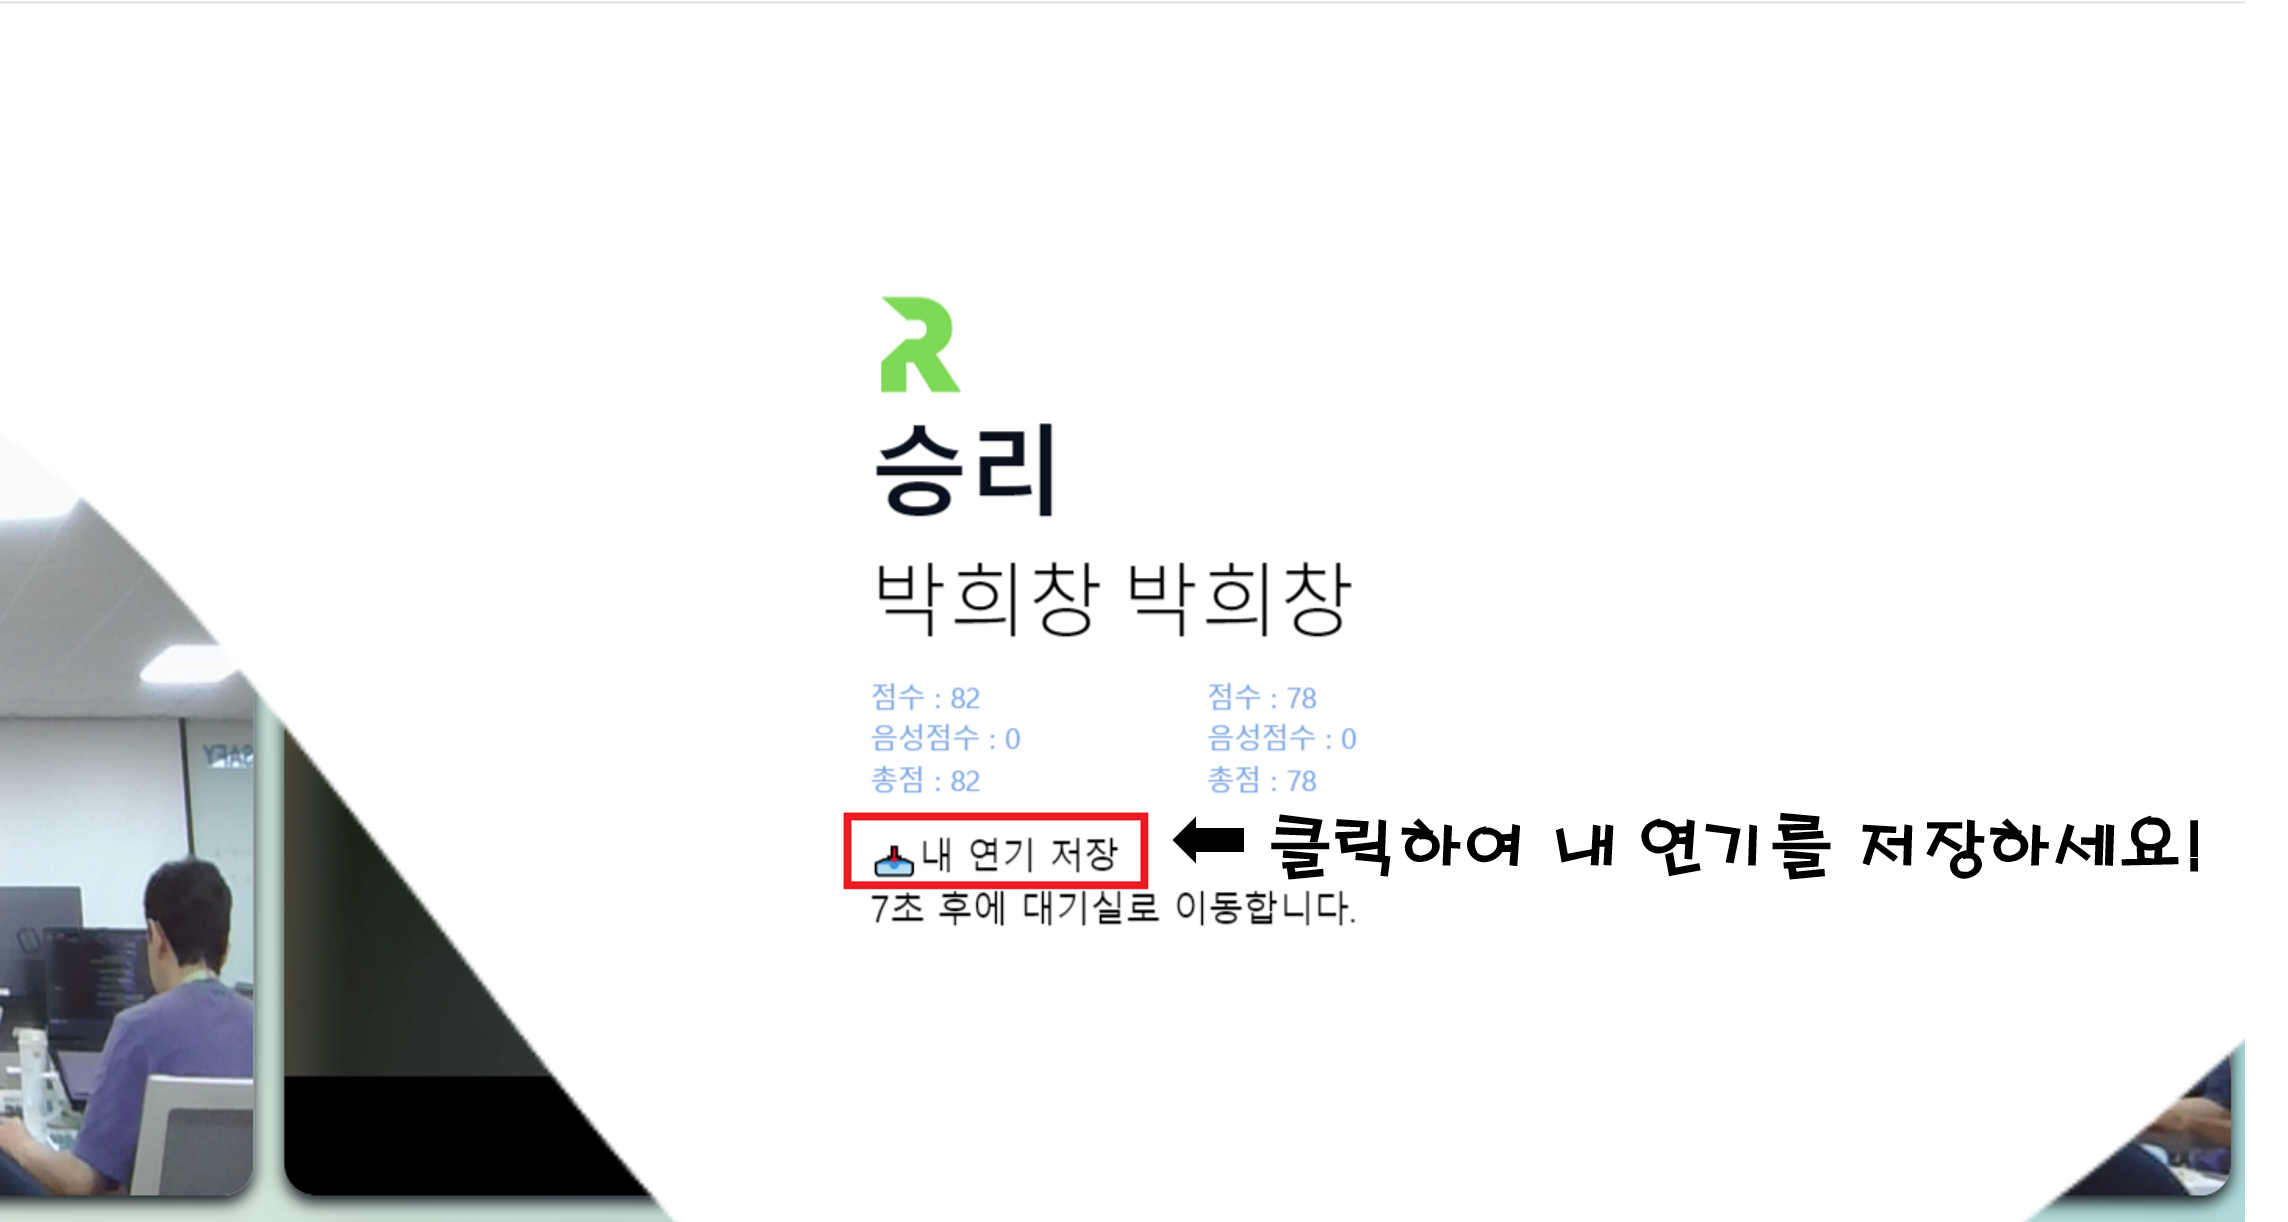 승리
박희창 박희창
점수 : 82 점수 : 78
음성점수 : 0 음성점수 : 0
총점 : 82 총점 : 78
내 연기 저장 클릭하여 내 연기를 저장하세요!
7초 후에 대기실로 이동합니다.